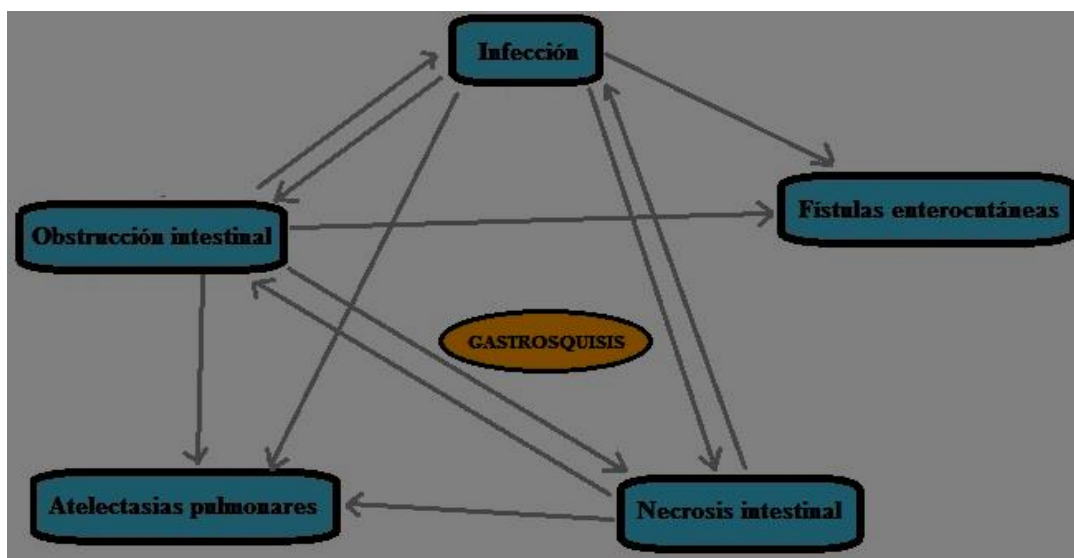 Infección
Fístulas enterocutáneas
Obstrucción intestinal
GASTROSQUISIS
Atelectasias pulmonares
Necrosis intestinal